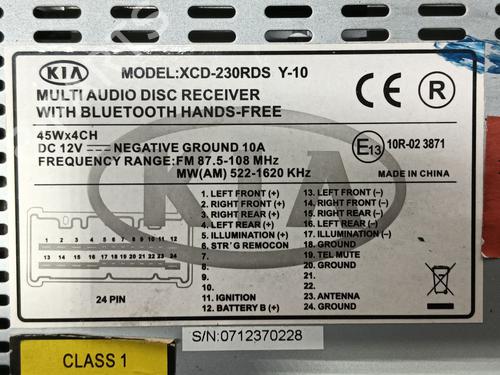 KIA MODEL:XCD-230RDS Y-10
MULTI AUDIO DISC RECEIVER
WITH BLUETOOTH HANDS-FREE
CE R
45Wx4CH
DC 12V⎓ NEGATIVE GROUND 10A
FREQUENCY RANGE:FM 87.5-108 MHz
MW(AM) 522-1620 KHz
E13 10R-02 3871
MADE IN CHINA
KIA
1 2 3 4 5 6 7 8 9 10 11 12
13 14 15 16 17 18 19 20 21 22 23 24
24 PIN
1. LEFT FRONT (+)
2. RIGHT FRONT (+)
3. RIGHT REAR (+)
4. LEFT REAR (+)
5. ILLUMINATION (+)
6. STR'G REMOCON
7.
8.
9.
10.
11. IGNITION
12. BATTERY B (+)
13. LEFT FRONT (-)
14. RIGHT FRONT (-)
15. RIGHT REAR (-)
16. LEFT REAR (-)
17. ILLUMINATION (-)
18. GROUND
19. TEL MUTE
20. GROUND
21.
22.
23. ANTENNA
24. GROUND
S/N:0712370228
CLASS 1